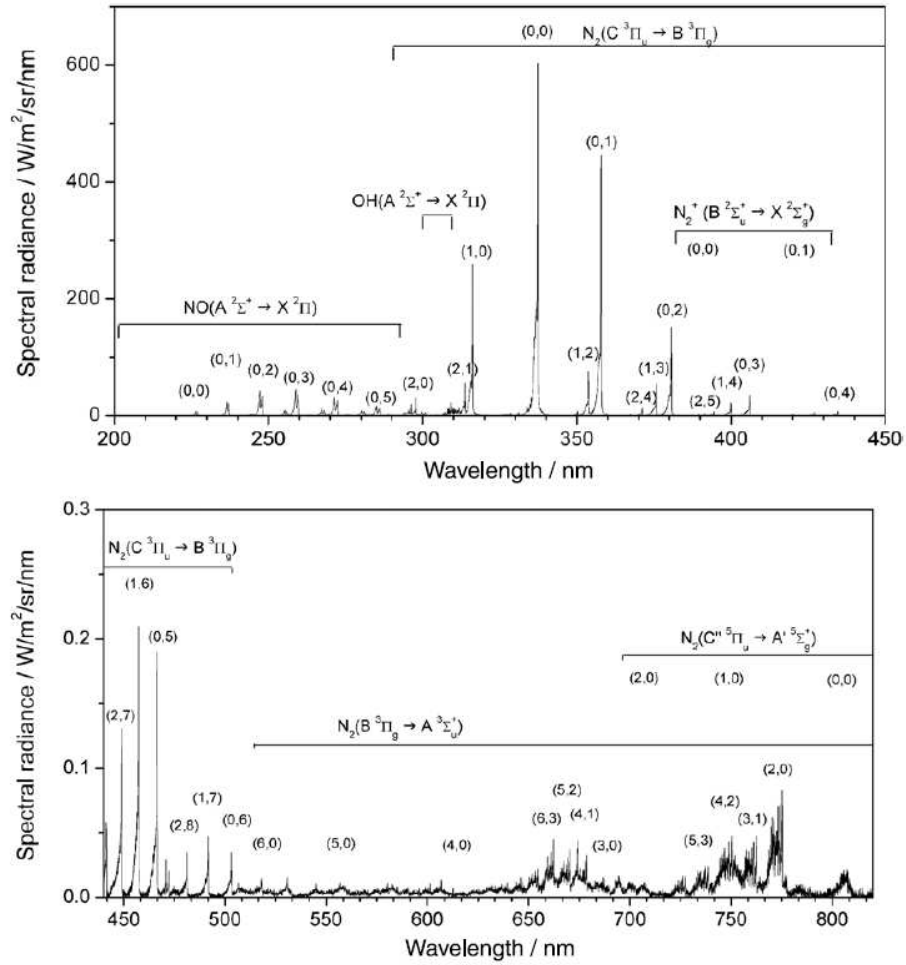 (0,0)
N₂(C ³Πᵤ → B ³Π_g)
600
(0,1)
400
OH(A ²Σ⁺ → X ²Π)
N₂⁺ (B ²Σᵤ⁺ → X ²Σ_g⁺)
(0,0) (0,1)
(1,0)
200
NO(A ²Σ⁺ → X ²Π)
(0,2)
(0,0) (0,1) (0,2) (0,3) (0,4) (0,5) (2,0) (2,1) (1,2) (2,4) (1,3) (2,5) (1,4) (0,3) (0,4)
0
200 250 300 350 400 450
Spectral radiance / W/m²/sr/nm
Wavelength / nm
0.3
N₂(C ³Πᵤ → B ³Π_g)
(1.6)
0.2
(0,5)
N₂(C" ⁵Πᵤ → A' ⁵Σ_g⁺)
(2,0) (1,0) (0,0)
(2,7)
N₂(B ³Π_g → A ³Σᵤ⁺)
0.1
(2,8) (1,7) (0,6) (6,0) (5,0) (4,0) (6,3) (5.2) (4,1) (3,0) (5,3) (4,2) (3,1) (2,0)
0.0
450 500 550 600 650 700 750 800
Spectral radiance / W/m²/sr/nm
Wavelength / nm